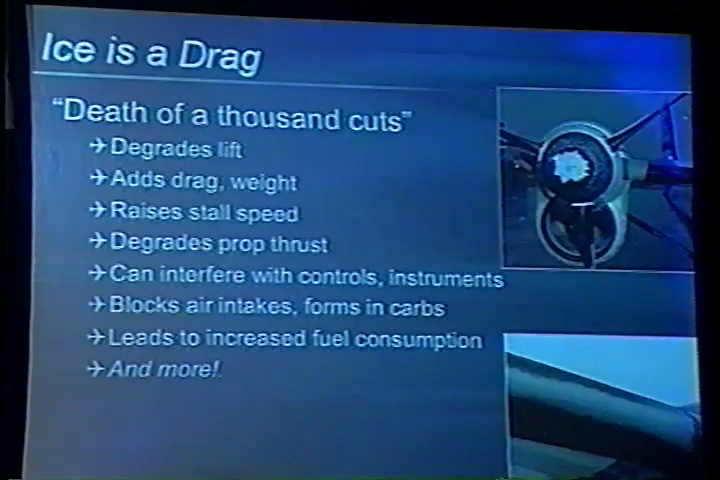 Ice is a Drag
“Death of a thousand cuts”
Degrades lift
Adds drag, weight
Raises stall speed
Degrades prop thrust
Can interfere with controls, instruments
Blocks air intakes, forms in carbs
Leads to increased fuel consumption
And more!